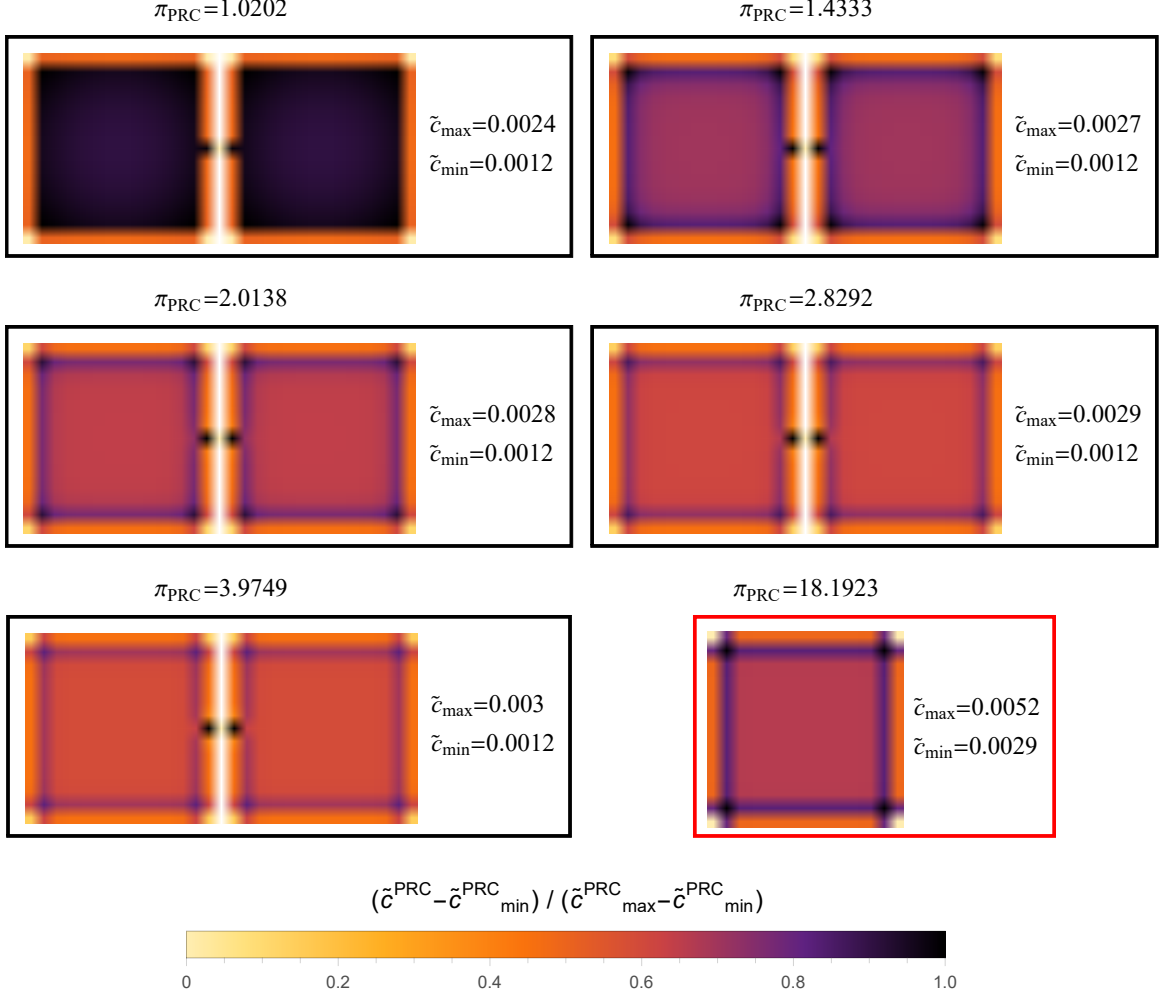 π_PRC=1.0202
π_PRC=1.4333
c̃_max=0.0024
c̃_min=0.0012
c̃_max=0.0027
c̃_min=0.0012
π_PRC=2.0138
π_PRC=2.8292
c̃_max=0.0028
c̃_min=0.0012
c̃_max=0.0029
c̃_min=0.0012
π_PRC=3.9749
π_PRC=18.1923
c̃_max=0.003
c̃_min=0.0012
c̃_max=0.0052
c̃_min=0.0029
(c̃^PRC−c̃^PRC_min) / (c̃^PRC_max−c̃^PRC_min)
0 0.2 0.4 0.6 0.8 1.0